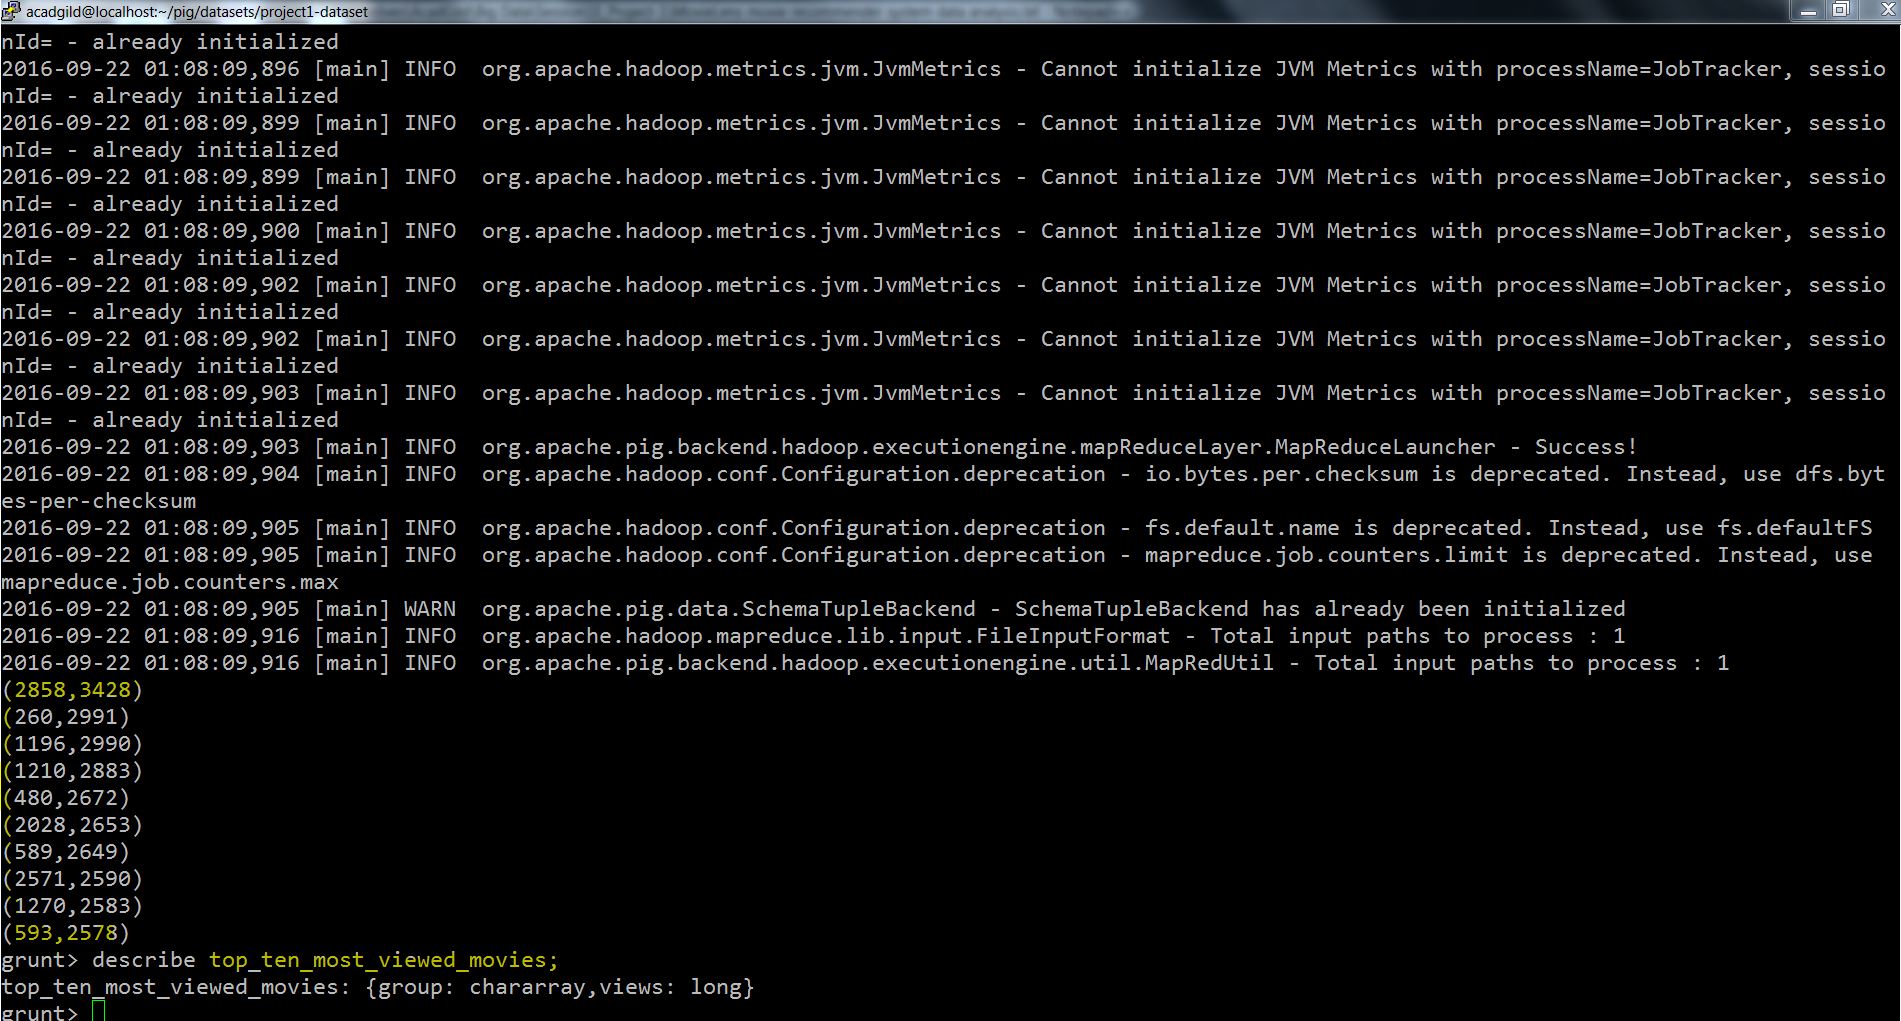 acadgild@localhost:~/pig/datasets/project1-dataset
nId= - already initialized
2016-09-22 01:08:09,896 [main] INFO  org.apache.hadoop.metrics.jvm.JvmMetrics - Cannot initialize JVM Metrics with processName=JobTracker, sessio
nId= - already initialized
2016-09-22 01:08:09,899 [main] INFO  org.apache.hadoop.metrics.jvm.JvmMetrics - Cannot initialize JVM Metrics with processName=JobTracker, sessio
nId= - already initialized
2016-09-22 01:08:09,899 [main] INFO  org.apache.hadoop.metrics.jvm.JvmMetrics - Cannot initialize JVM Metrics with processName=JobTracker, sessio
nId= - already initialized
2016-09-22 01:08:09,900 [main] INFO  org.apache.hadoop.metrics.jvm.JvmMetrics - Cannot initialize JVM Metrics with processName=JobTracker, sessio
nId= - already initialized
2016-09-22 01:08:09,902 [main] INFO  org.apache.hadoop.metrics.jvm.JvmMetrics - Cannot initialize JVM Metrics with processName=JobTracker, sessio
nId= - already initialized
2016-09-22 01:08:09,902 [main] INFO  org.apache.hadoop.metrics.jvm.JvmMetrics - Cannot initialize JVM Metrics with processName=JobTracker, sessio
nId= - already initialized
2016-09-22 01:08:09,903 [main] INFO  org.apache.hadoop.metrics.jvm.JvmMetrics - Cannot initialize JVM Metrics with processName=JobTracker, sessio
nId= - already initialized
2016-09-22 01:08:09,903 [main] INFO  org.apache.pig.backend.hadoop.executionengine.mapReduceLayer.MapReduceLauncher - Success!
2016-09-22 01:08:09,904 [main] INFO  org.apache.hadoop.conf.Configuration.deprecation - io.bytes.per.checksum is deprecated. Instead, use dfs.byt
es-per-checksum
2016-09-22 01:08:09,905 [main] INFO  org.apache.hadoop.conf.Configuration.deprecation - fs.default.name is deprecated. Instead, use fs.defaultFS
2016-09-22 01:08:09,905 [main] INFO  org.apache.hadoop.conf.Configuration.deprecation - mapreduce.job.counters.limit is deprecated. Instead, use
mapreduce.job.counters.max
2016-09-22 01:08:09,905 [main] WARN  org.apache.pig.data.SchemaTupleBackend - SchemaTupleBackend has already been initialized
2016-09-22 01:08:09,916 [main] INFO  org.apache.hadoop.mapreduce.lib.input.FileInputFormat - Total input paths to process : 1
2016-09-22 01:08:09,916 [main] INFO  org.apache.pig.backend.hadoop.executionengine.util.MapRedUtil - Total input paths to process : 1
(2858,3428)
(260,2991)
(1196,2990)
(1210,2883)
(480,2672)
(2028,2653)
(589,2649)
(2571,2590)
(1270,2583)
(593,2578)
grunt> describe top_ten_most_viewed_movies;
top_ten_most_viewed_movies: {group: chararray,views: long}
grunt>